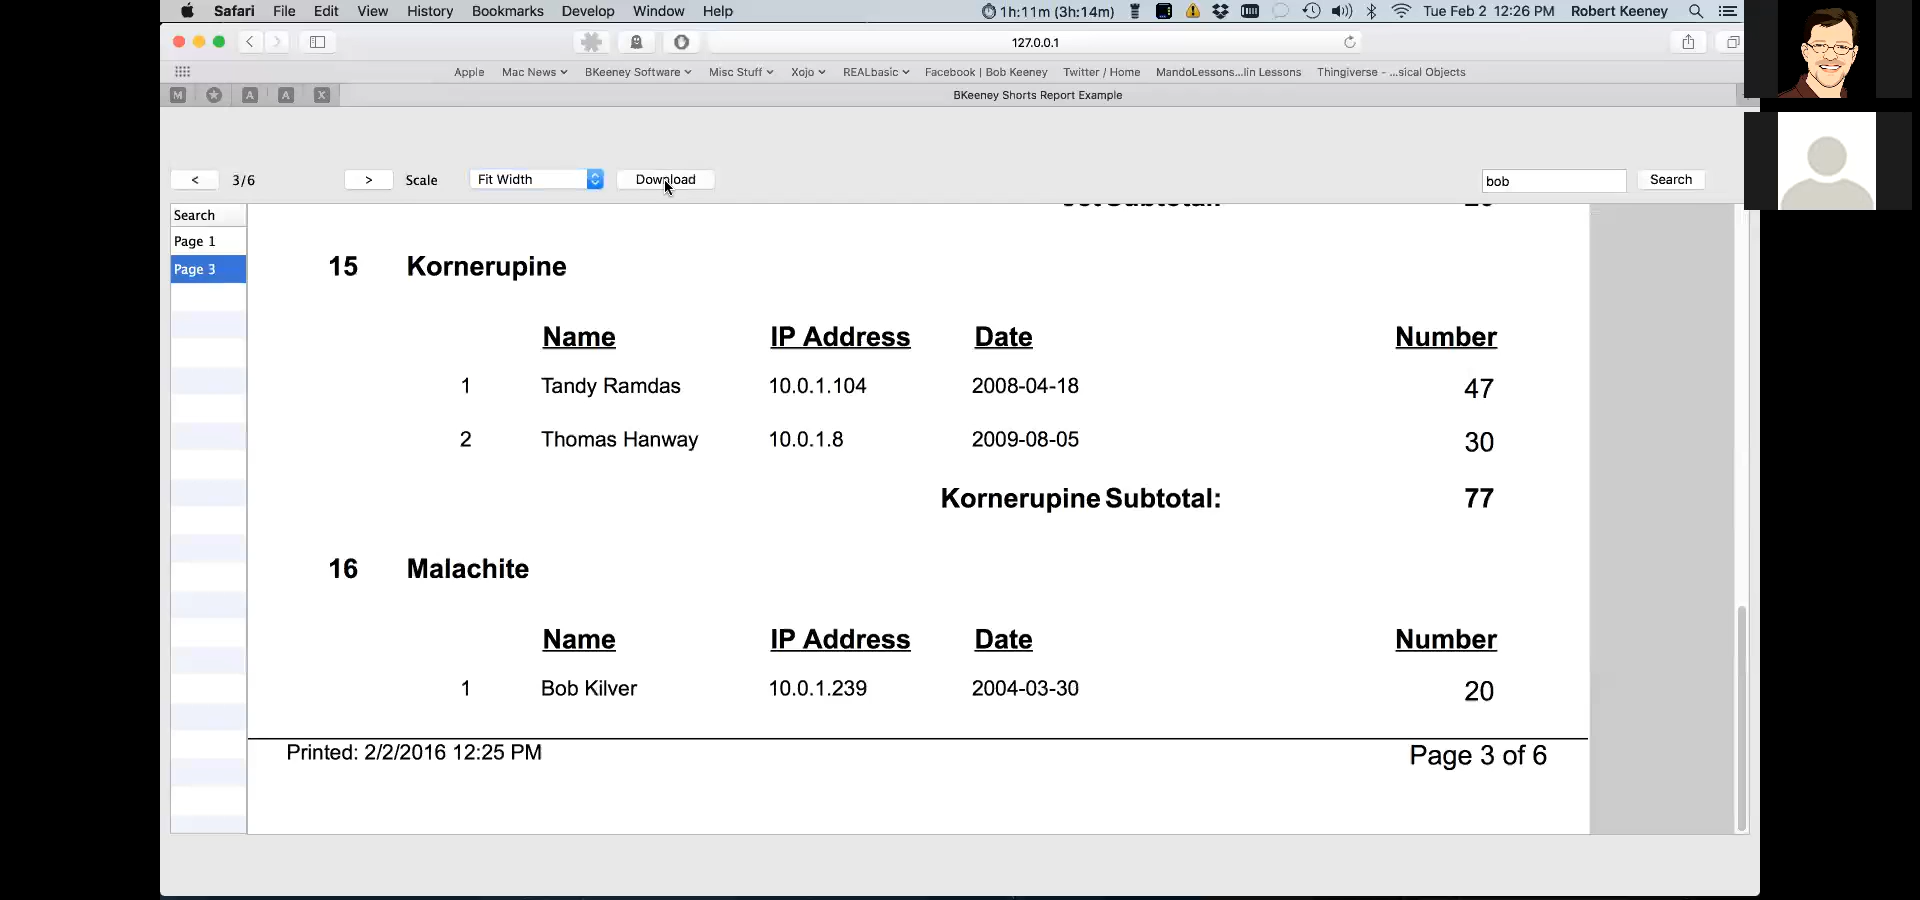 Safari File Edit View History Bookmarks Develop Window Help 1h:11m (3h:14m) Tue Feb 2 12:26 PM Robert Keeney
127.0.0.1
Apple Mac News BKeeney Software Misc Stuff Xojo REALbasic Facebook | Bob Keeney Twitter / Home MandoLessons...lin Lessons Thingiverse - ...sical Objects
M A A X BKeeney Shorts Report Example
< 3/6 > Scale Fit Width Download bob Search
Search
Page 1
Page 3
15 Kornerupine
Name IP Address Date Number
1 Tandy Ramdas 10.0.1.104 2008-04-18 47
2 Thomas Hanway 10.0.1.8 2009-08-05 30
Kornerupine Subtotal: 77
16 Malachite
Name IP Address Date Number
1 Bob Kilver 10.0.1.239 2004-03-30 20
Printed: 2/2/2016 12:25 PM Page 3 of 6